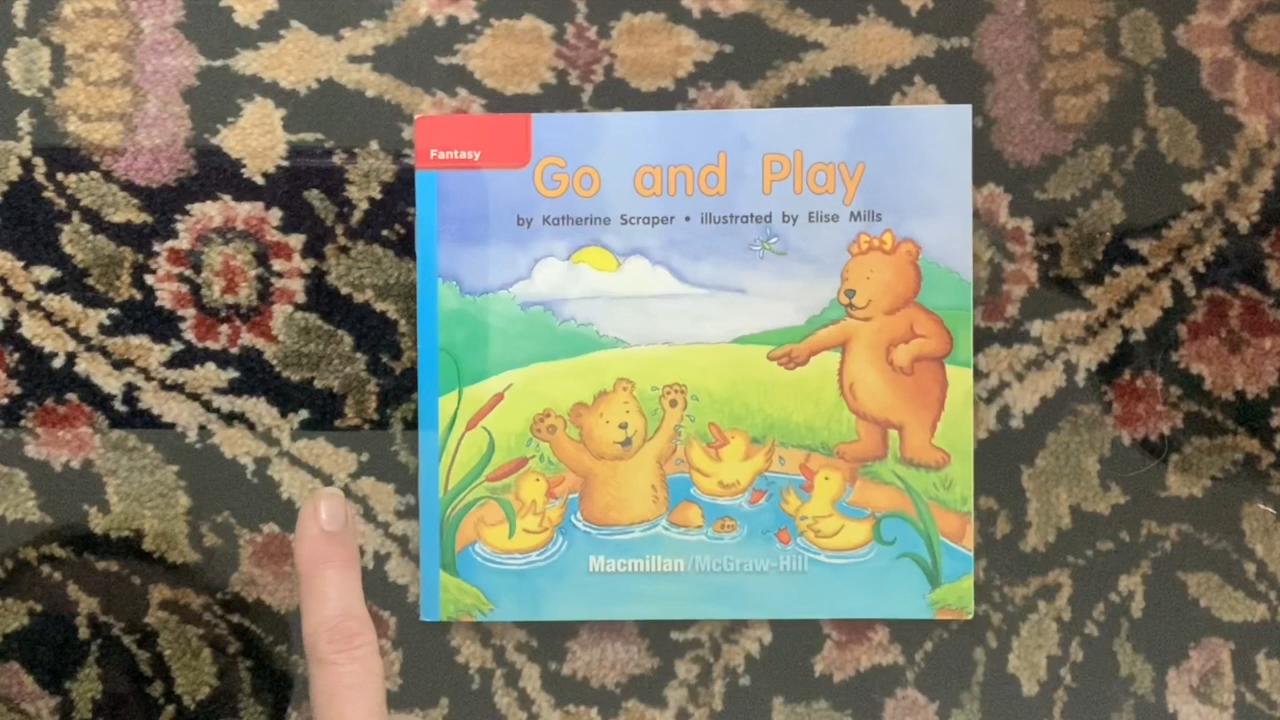 Fantasy
Go and Play
by Katherine Scraper • illustrated by Elise Mills
Macmillan/McGraw-Hill